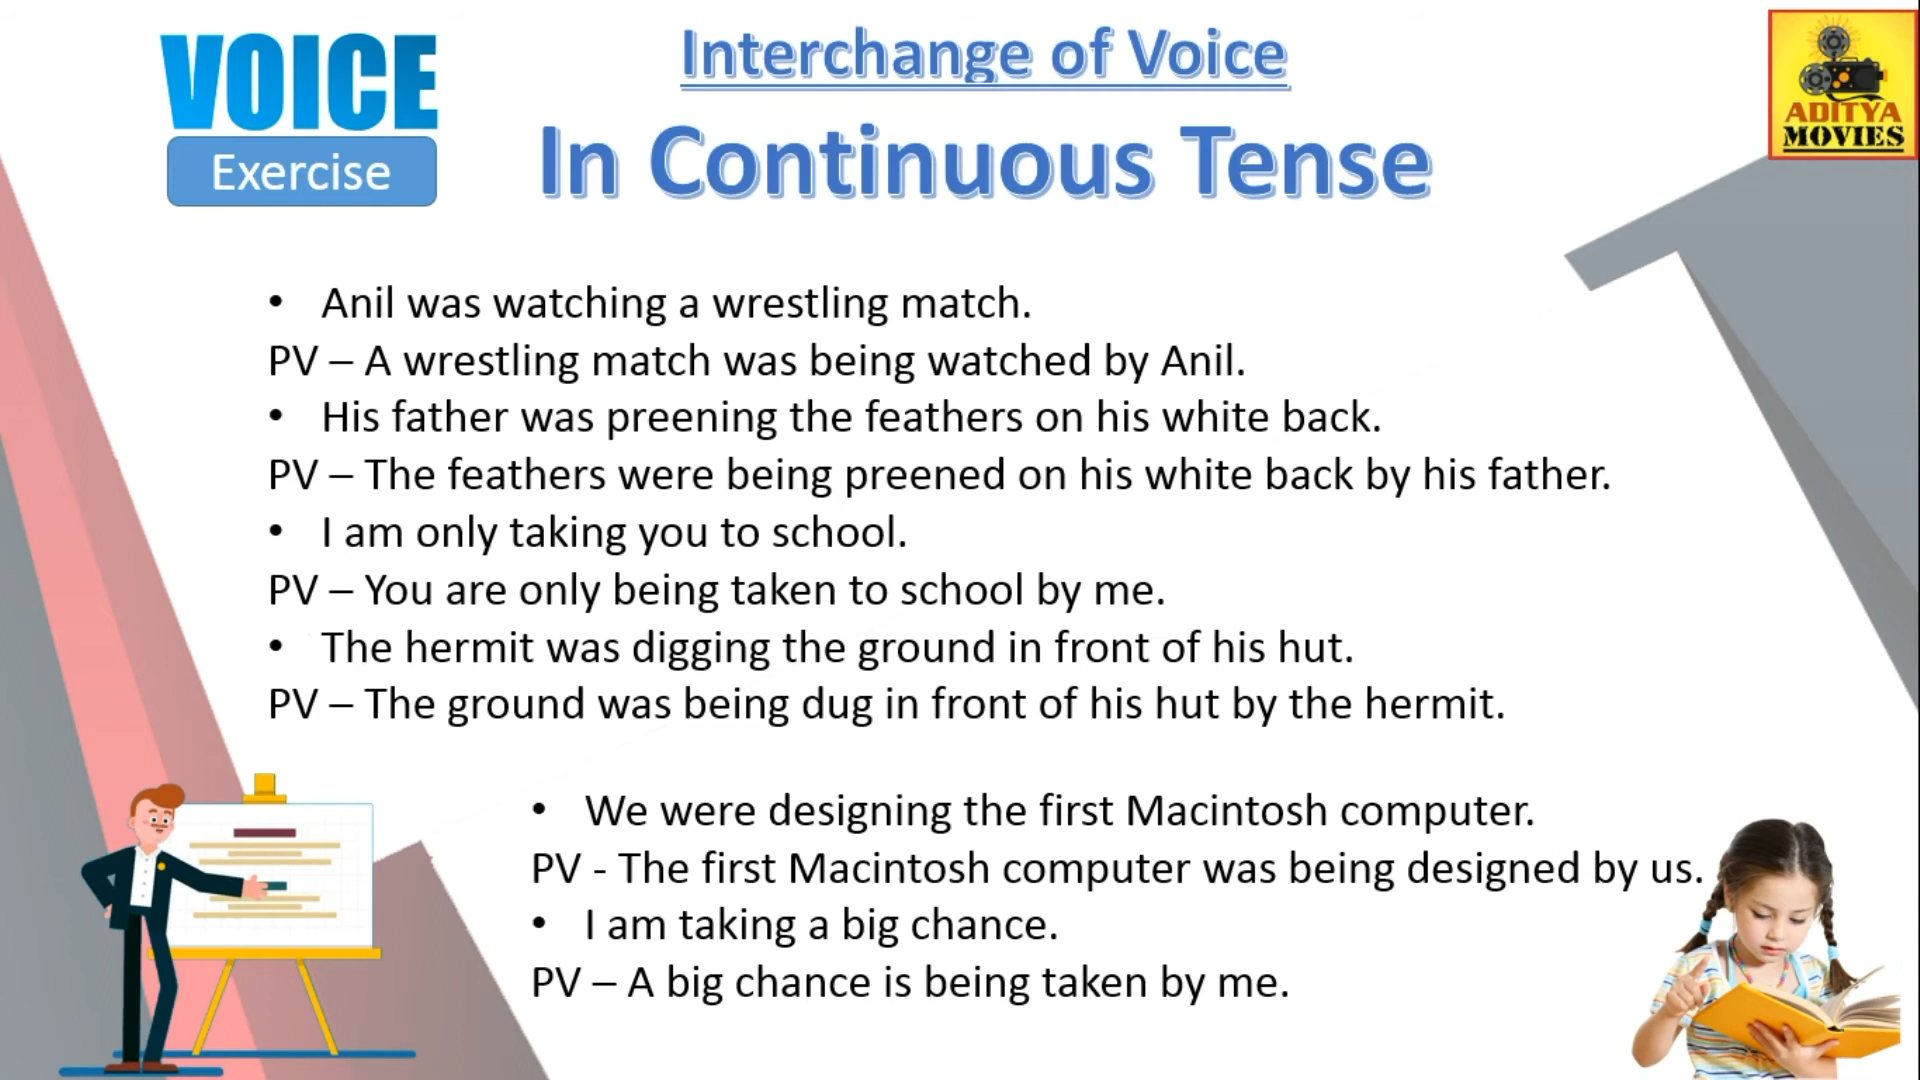 VOICE
Exercise
Interchange of Voice
In Continuous Tense
ADITYA
MOVIES
• Anil was watching a wrestling match.
PV – A wrestling match was being watched by Anil.
• His father was preening the feathers on his white back.
PV – The feathers were being preened on his white back by his father.
• I am only taking you to school.
PV – You are only being taken to school by me.
• The hermit was digging the ground in front of his hut.
PV – The ground was being dug in front of his hut by the hermit.
• We were designing the first Macintosh computer.
PV - The first Macintosh computer was being designed by us.
• I am taking a big chance.
PV – A big chance is being taken by me.